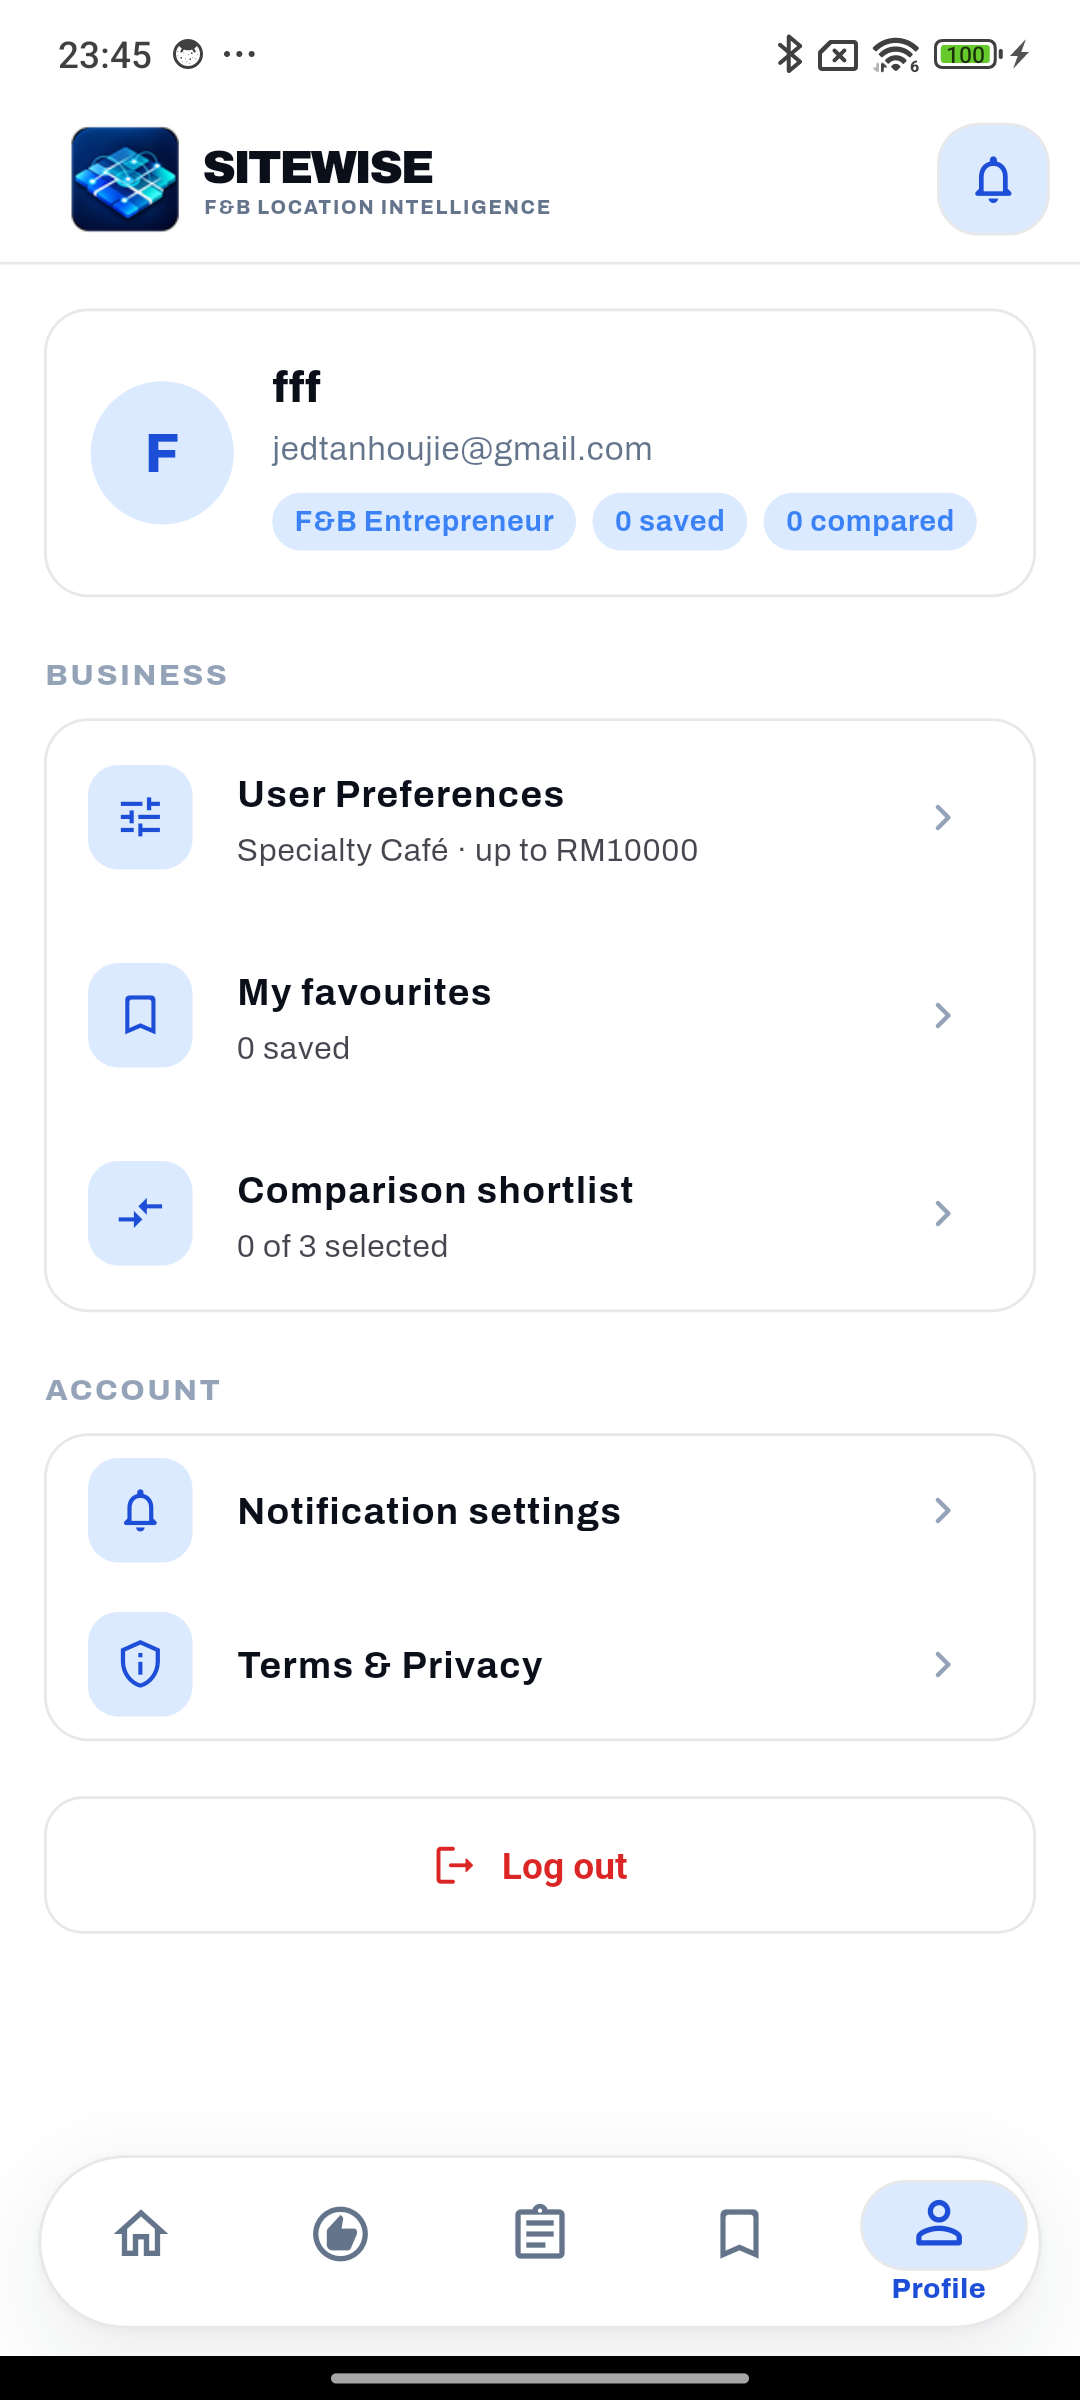 23:45
100
6
SITEWISE
F&B LOCATION INTELLIGENCE
F
fff
jedtanhoujie@gmail.com
F&B Entrepreneur
0 saved
0 compared
BUSINESS
User Preferences
Specialty Café · up to RM10000
My favourites
0 saved
Comparison shortlist
0 of 3 selected
ACCOUNT
Notification settings
Terms & Privacy
Log out
Profile